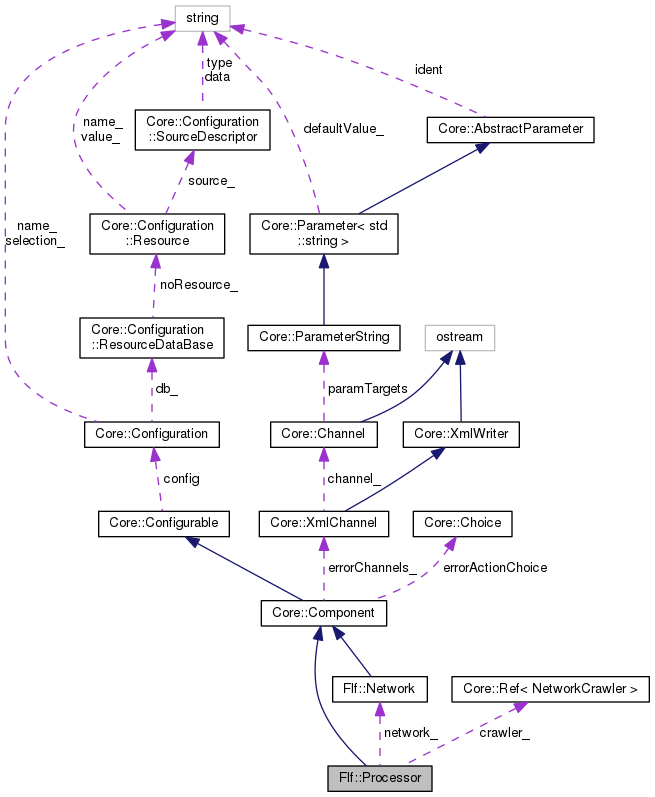 string
type
data
ident
name_
value_
defaultValue_
Core::Configuration
::SourceDescriptor
Core::AbstractParameter
source_
name_
selection_
Core::Configuration
::Resource
Core::Parameter< std
::string >
noResource_
Core::Configuration
::ResourceDataBase
Core::ParameterString
ostream
db_
paramTargets
Core::Configuration
Core::Channel
Core::XmlWriter
config
channel_
Core::Configurable
Core::XmlChannel
Core::Choice
errorChannels_
errorActionChoice
Core::Component
Flf::Network
Core::Ref< NetworkCrawler >
network_
crawler_
Flf::Processor